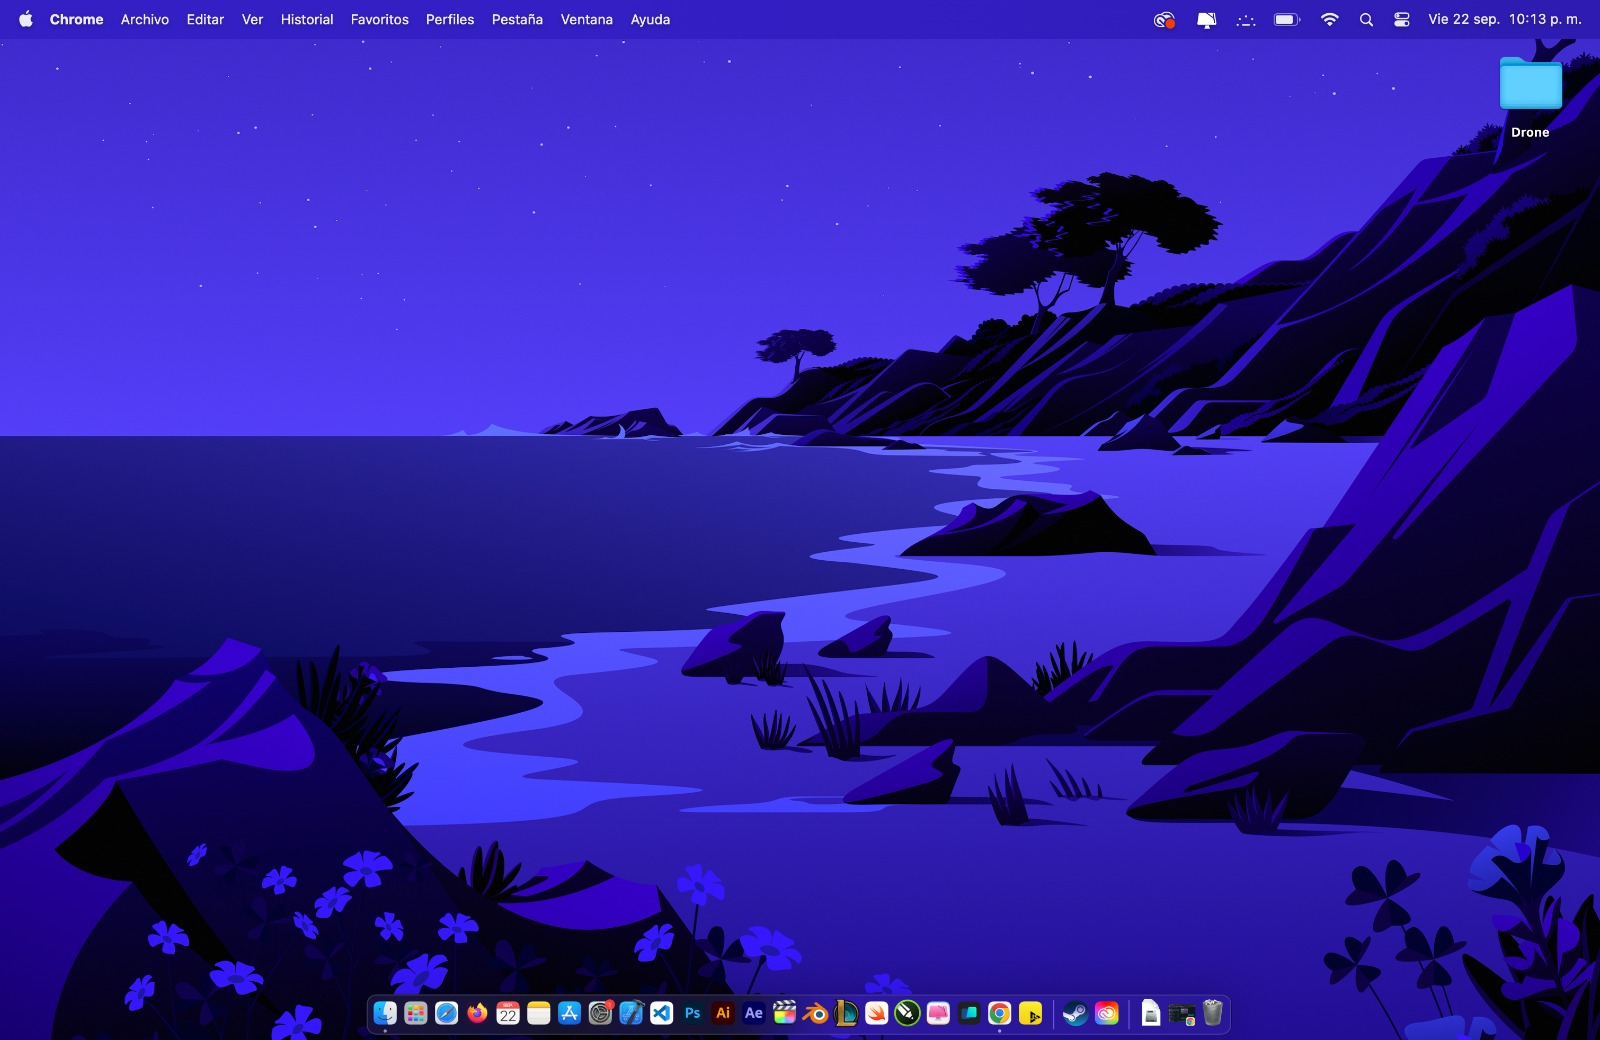 Chrome Archivo Editar Ver Historial Favoritos Perfiles Pestaña Ventana Ayuda Vie 22 sep. 10:13 p. m.
Drone
22 Ps Ai Ae